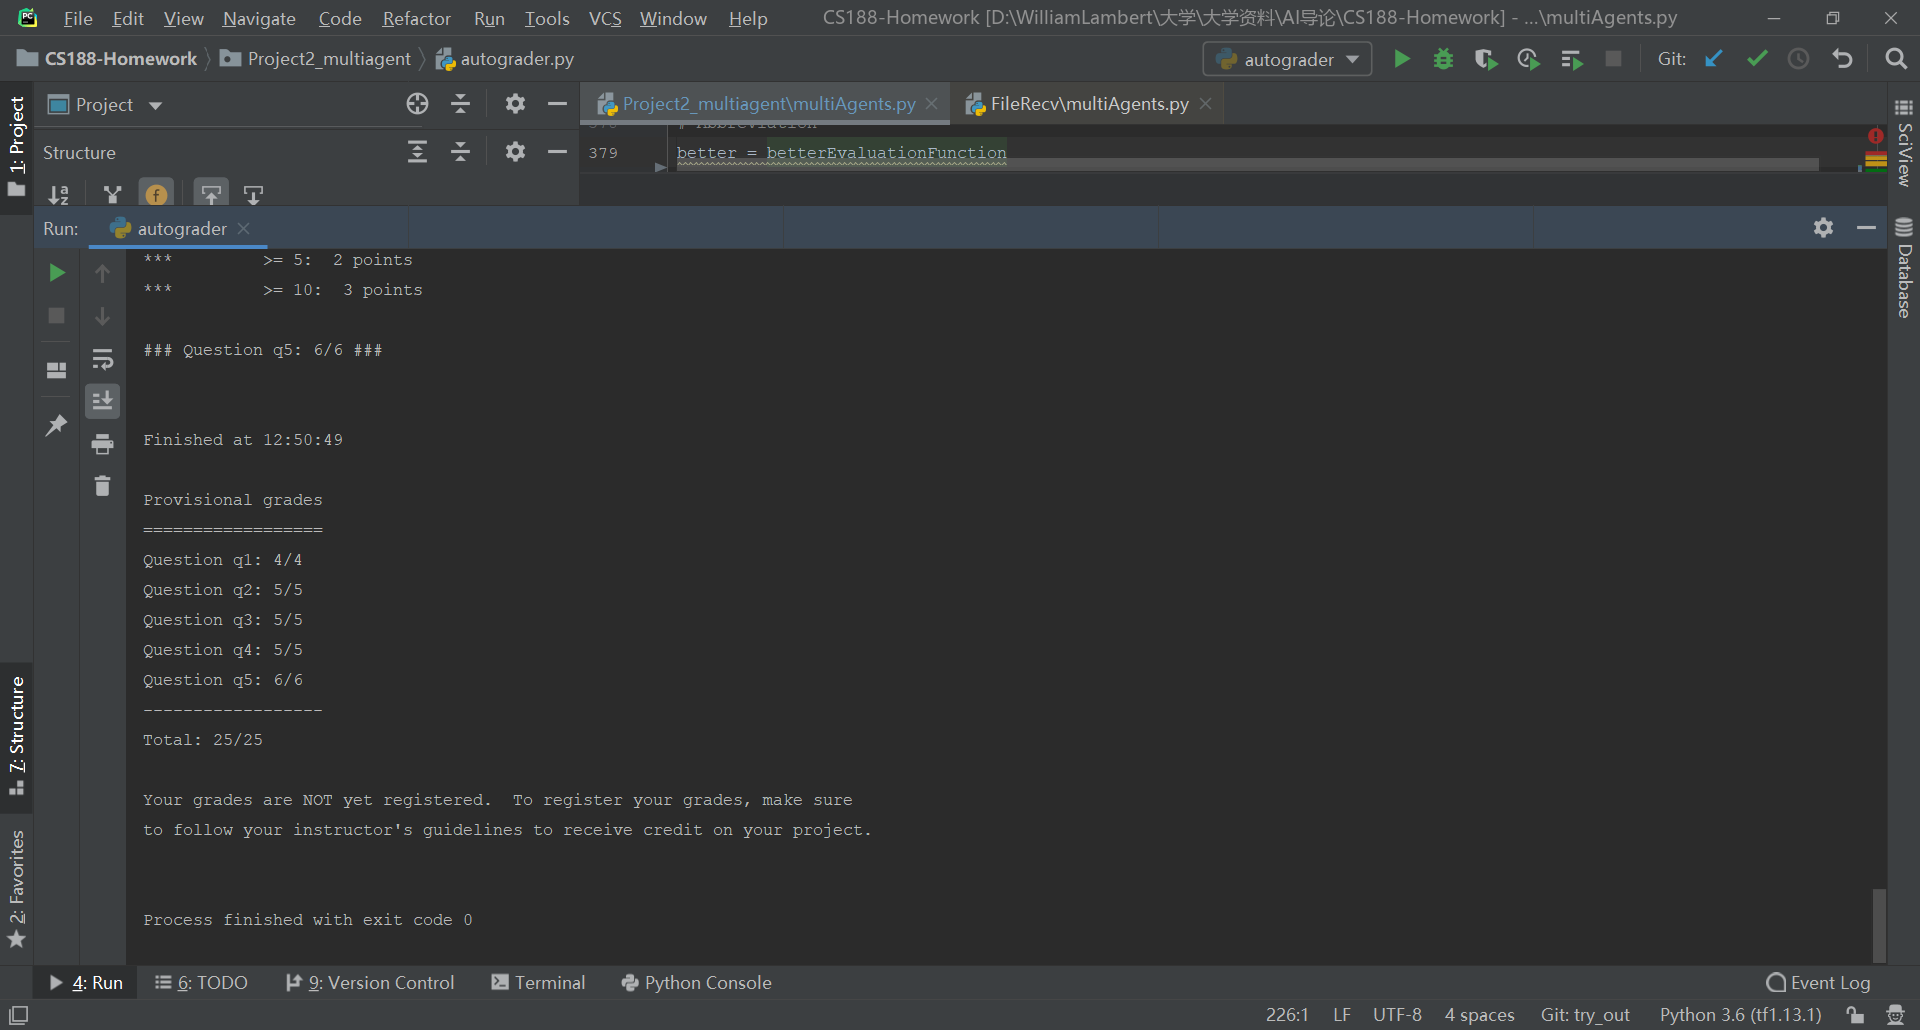 File Edit View Navigate Code Refactor Run Tools VCS Window Help CS188-Homework [D:\WilliamLambert\大学\大学资料\AI导论\CS188-Homework] - ...\multiAgents.py
CS188-Homework Project2_multiagent autograder.py autograder Git:
1: Project
Project
Project2_multiagent\multiAgents.py FileRecv\multiAgents.py
SciView
Database
Structure
# Abbreviation
379 better = betterEvaluationFunction
Run: autograder
*** >= 5: 2 points
*** >= 10: 3 points
### Question q5: 6/6 ###
Finished at 12:50:49
Provisional grades
==================
Question q1: 4/4
Question q2: 5/5
Question q3: 5/5
Question q4: 5/5
Question q5: 6/6
------------------
Total: 25/25
Your grades are NOT yet registered. To register your grades, make sure
to follow your instructor's guidelines to receive credit on your project.
Process finished with exit code 0
7: Structure
2: Favorites
4: Run 6: TODO 9: Version Control Terminal Python Console Event Log
226:1 LF UTF-8 4 spaces Git: try_out Python 3.6 (tf1.13.1)